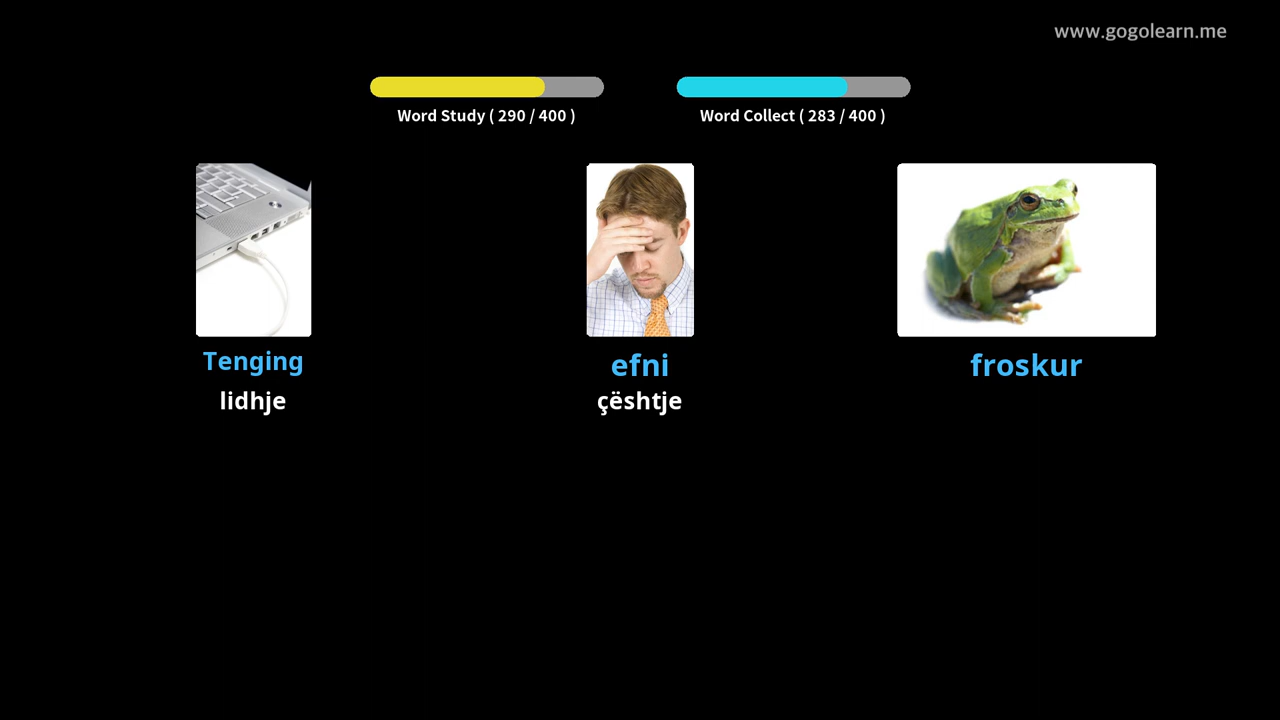 www.gogolearn.me
Word Study ( 290 / 400 )
Word Collect ( 283 / 400 )
Tenging
lidhje
efni
çështje
froskur